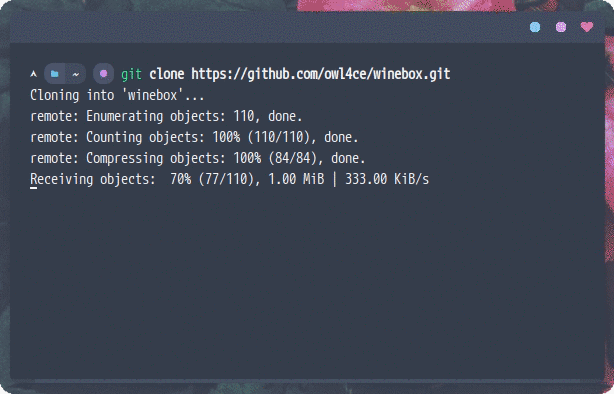 ~ git clone https://github.com/owl4ce/winebox.git
Cloning into 'winebox'...
remote: Enumerating objects: 110, done.
remote: Counting objects: 100% (110/110), done.
remote: Compressing objects: 100% (84/84), done.
Receiving objects:  70% (77/110), 1.00 MiB | 333.00 KiB/s